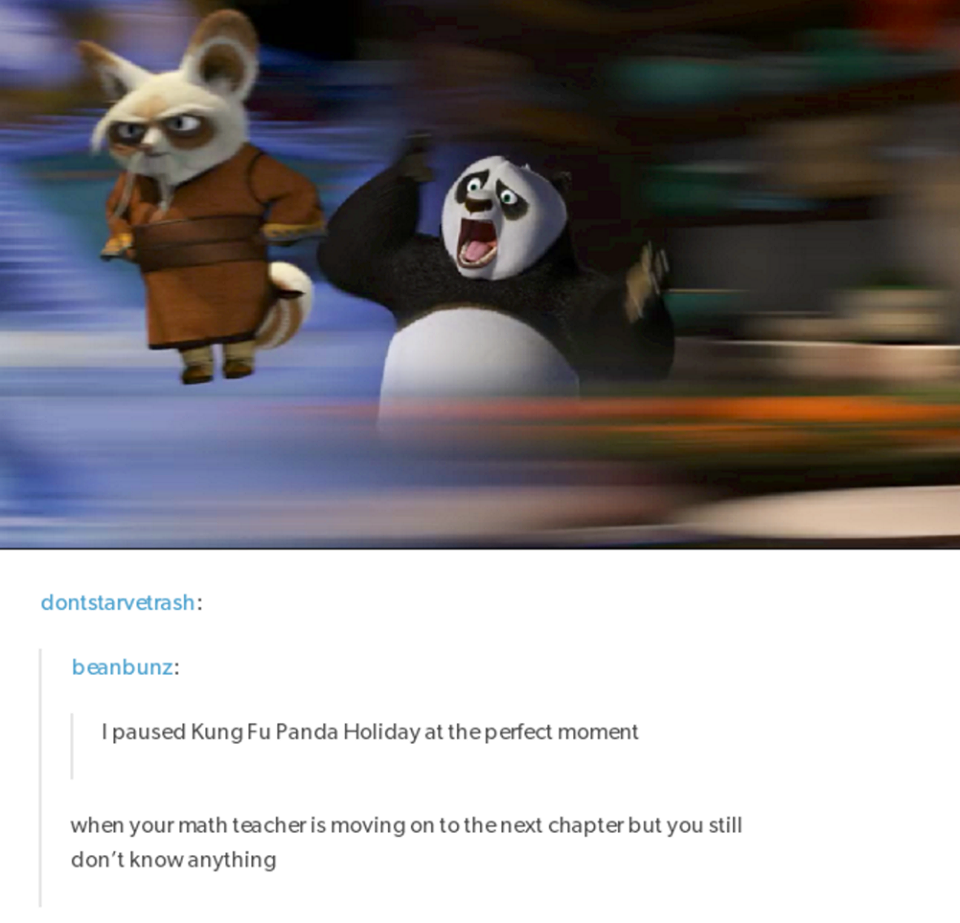 dontstarvetrash:
beanbunz:
I paused Kung Fu Panda Holiday at the perfect moment
when your math teacher is moving on to the next chapter but you still
don't know anything